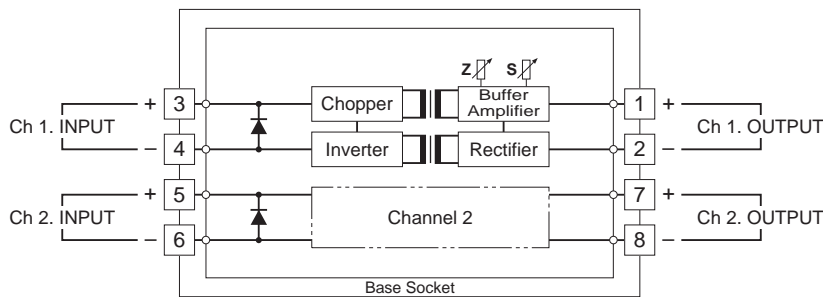 Z S
+ 3 Chopper Buffer Amplifier 1 +
Ch 1. INPUT Ch 1. OUTPUT
– 4 Inverter Rectifier 2 –
+ 5 7 +
Ch 2. INPUT Channel 2 Ch 2. OUTPUT
– 6 8 –
Base Socket